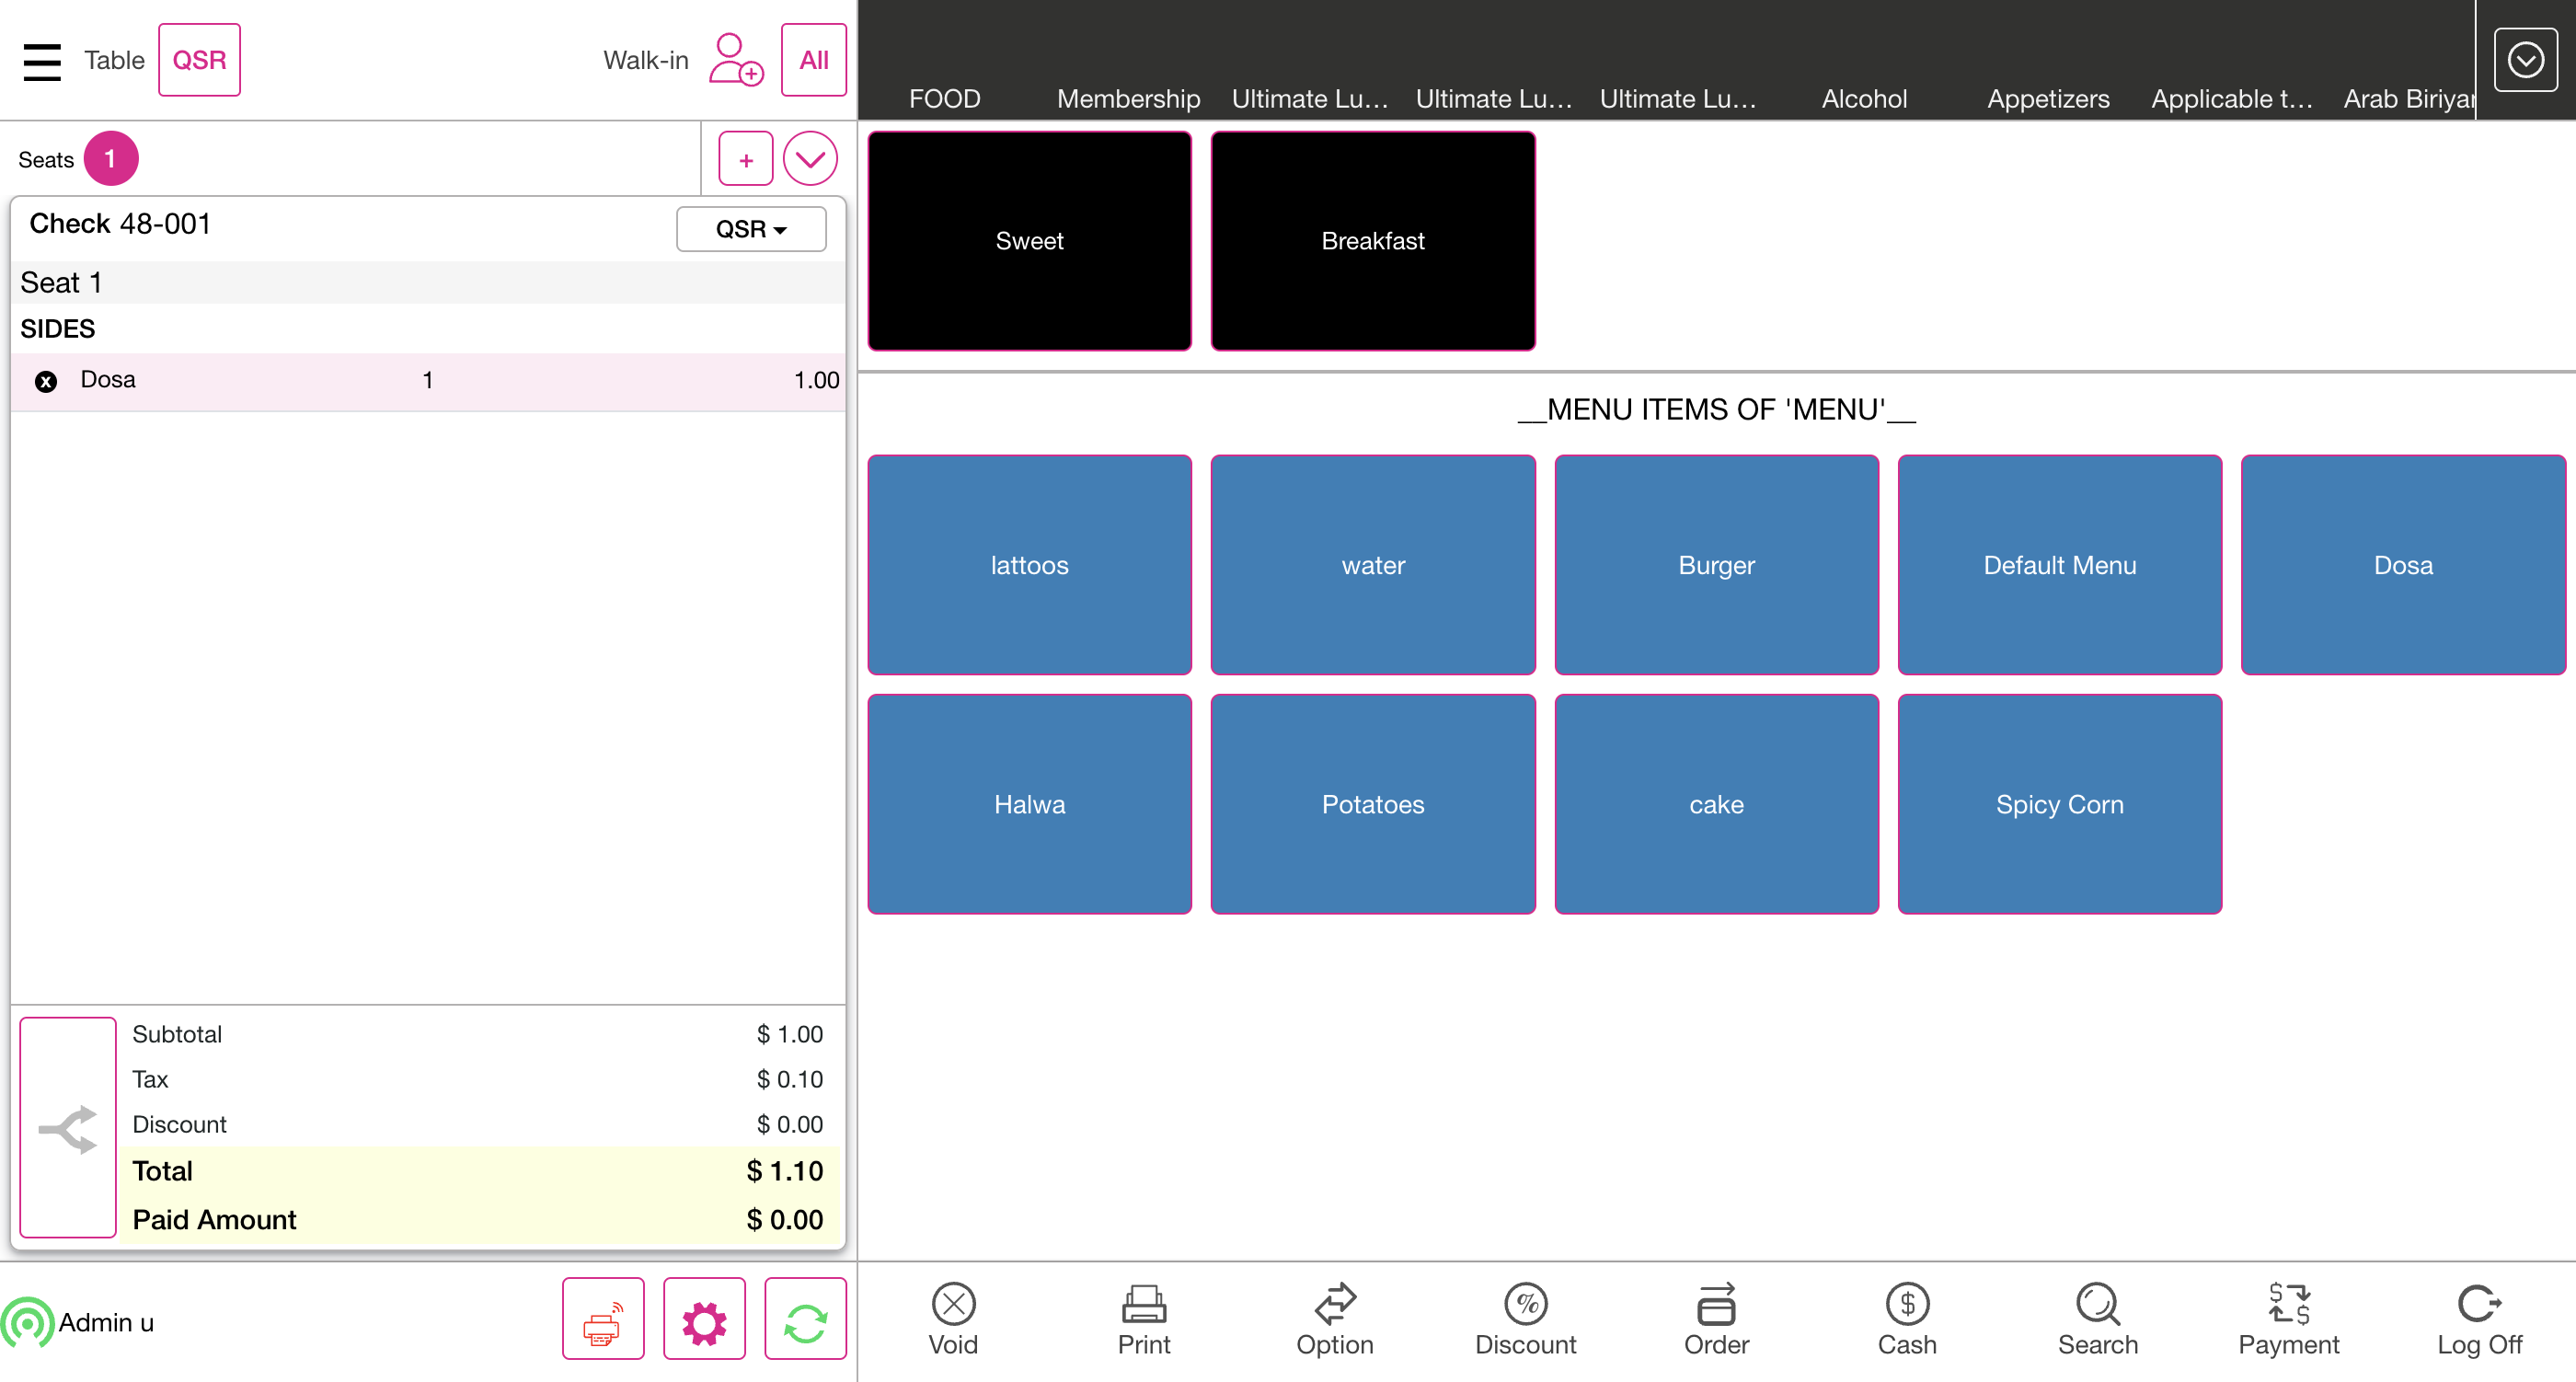 Table QSR Walk-in All
FOOD Membership Ultimate Lu... Ultimate Lu... Ultimate Lu... Alcohol Appetizers Applicable t... Arab Biriyar
Seats 1 +
Check 48-001 QSR
Seat 1
SIDES
Dosa 1 1.00
Subtotal $ 1.00
Tax $ 0.10
Discount $ 0.00
Total $ 1.10
Paid Amount $ 0.00
Admin u
Sweet Breakfast
__MENU ITEMS OF 'MENU'__
lattoos water Burger Default Menu Dosa
Halwa Potatoes cake Spicy Corn
Void Print Option Discount Order Cash Search Payment Log Off